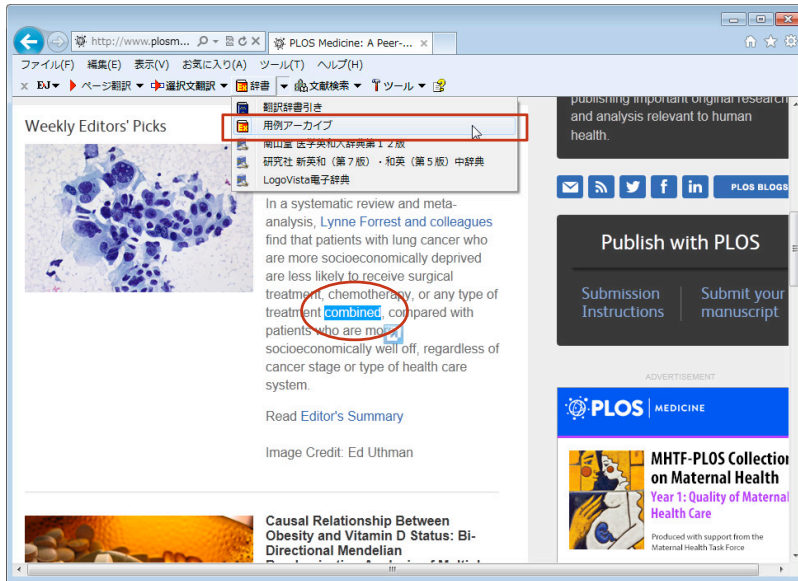 http://www.plosm...
PLOS Medicine: A Peer-...
ファイル(F) 編集(E) 表示(V) お気に入り(A) ツール(T) ヘルプ(H)
EJ ページ翻訳 選択文翻訳 辞書 文献検索 ツール
翻訳辞書引き
用例アーカイブ
南山堂 医学英和大辞典第12版
研究社 新英和（第7版）・和英（第5版）中辞典
LogoVista電子辞典
Weekly Editors' Picks
In a systematic review and meta-
analysis, Lynne Forrest and colleagues
find that patients with lung cancer who
are more socioeconomically deprived
are less likely to receive surgical
treatment, chemotherapy, or any type of
treatment combined, compared with
patients who are more
socioeconomically well off, regardless of
cancer stage or type of health care
system.
Read Editor's Summary
Image Credit: Ed Uthman
Causal Relationship Between
Obesity and Vitamin D Status: Bi-
Directional Mendelian
publishing important original research
and analysis relevant to human
health.
PLOS BLOGS
Publish with PLOS
Submission
Instructions
Submit your
manuscript
ADVERTISEMENT
PLOS MEDICINE
MHTF-PLOS Collection
on Maternal Health
Year 1: Quality of Maternal
Health Care
Produced with support from the
Maternal Health Task Force